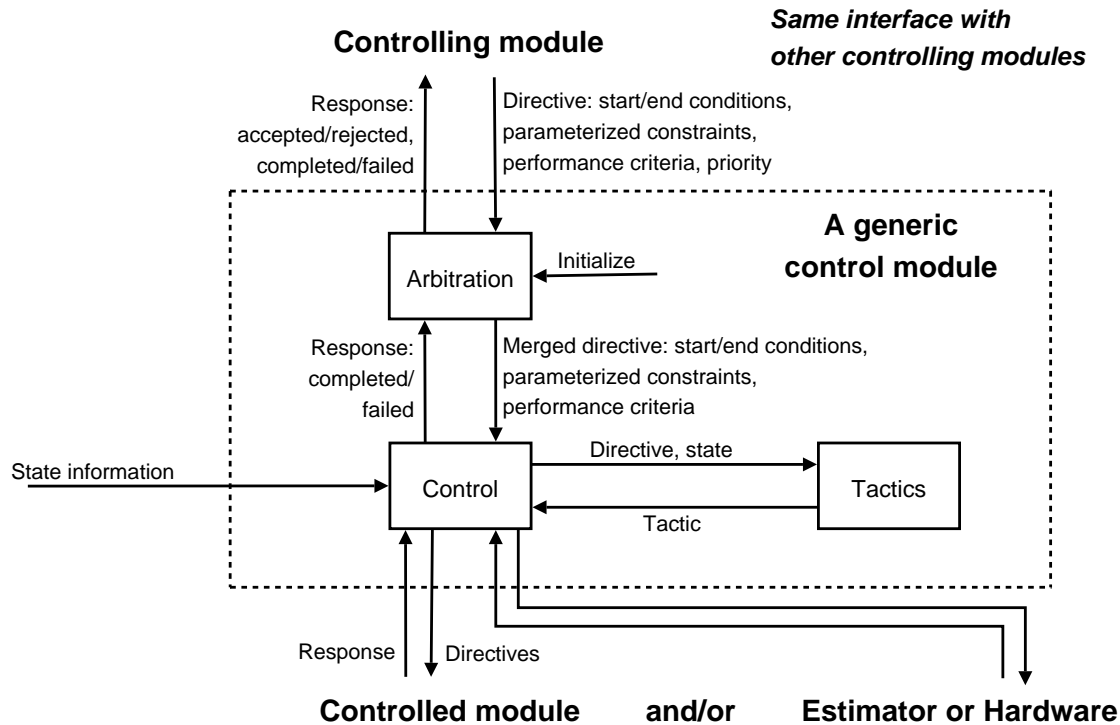 Same interface with
other controlling modules
Controlling module
Response:
accepted/rejected,
completed/failed
Directive: start/end conditions,
parameterized constraints,
performance criteria, priority
A generic
control module
Arbitration
Initialize
Response:
completed/
failed
Merged directive: start/end conditions,
parameterized constraints,
performance criteria
State information
Control
Directive, state
Tactic
Tactics
Response
Directives
Controlled module and/or Estimator or Hardware